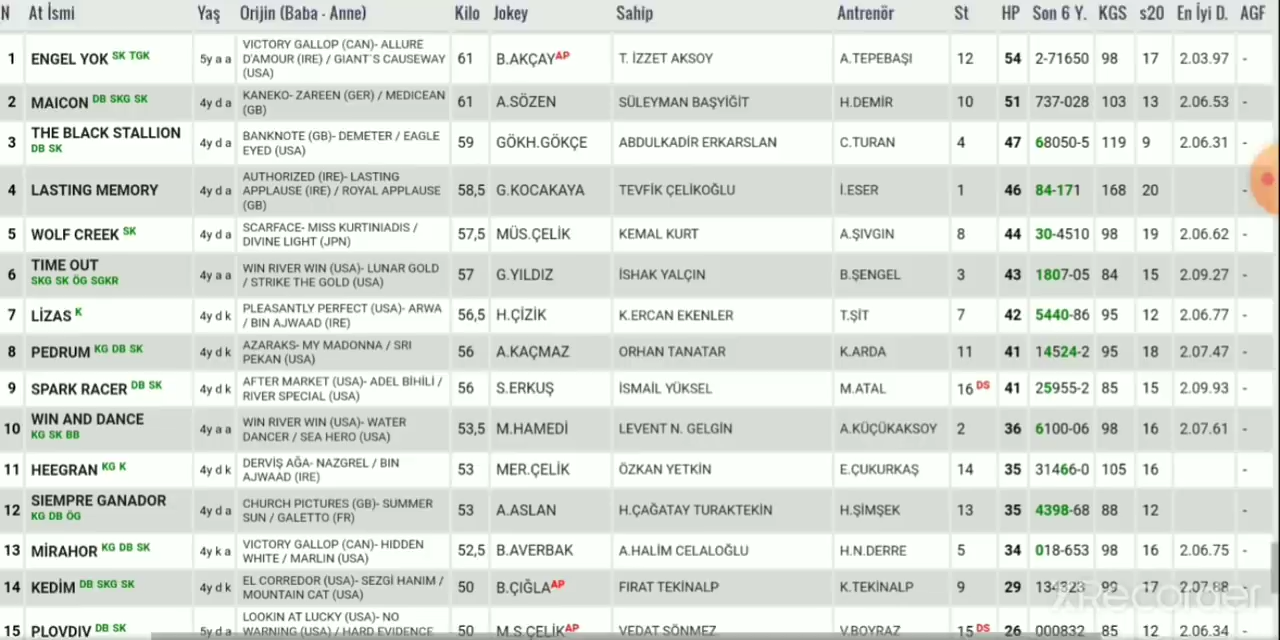 N At İsmi Yaş Orijin (Baba - Anne) Kilo Jokey Sahip Antrenör St HP Son 6 Y. KGS s20 En İyi D. AGF
1 ENGEL YOK SK TGK 5y a a VICTORY GALLOP (CAN)- ALLURE D'AMOUR (IRE) / GIANT'S CAUSEWAY (USA) 61 B.AKÇAY AP T. İZZET AKSOY A.TEPEBAŞI 12 54 2-71650 98 17 2.03.97 -
2 MAICON DB SKG SK 4y d a KANEKO- ZAREEN (GER) / MEDICEAN (GB) 61 A.SÖZEN SÜLEYMAN BAŞYİĞİT H.DEMİR 10 51 737-028 103 13 2.06.53 -
3 THE BLACK STALLION DB SK 4y d a BANKNOTE (GB)- DEMETER / EAGLE EYED (USA) 59 GÖKH.GÖKÇE ABDULKADİR ERKARSLAN C.TURAN 4 47 68050-5 119 9 2.06.31 -
4 LASTING MEMORY 4y d a AUTHORIZED (IRE)- LASTING APPLAUSE (IRE) / ROYAL APPLAUSE (GB) 58,5 G.KOCAKAYA TEVFİK ÇELİKOĞLU İ.ESER 1 46 84-171 168 20 -
5 WOLF CREEK SK 4y d a SCARFACE- MISS KURTINIADIS / DIVINE LIGHT (JPN) 57,5 MÜS.ÇELİK KEMAL KURT A.ŞIVGIN 8 44 30-4510 98 19 2.06.62 -
6 TIME OUT SKG SK ÖG SGKR 4y a a WIN RIVER WIN (USA)- LUNAR GOLD / STRIKE THE GOLD (USA) 57 G.YILDIZ İSHAK YALÇIN B.ŞENGEL 3 43 1807-05 84 15 2.09.27 -
7 LİZAS K 4y d k PLEASANTLY PERFECT (USA)- ARWA / BIN AJWAAD (IRE) 56,5 H.ÇİZİK K.ERCAN EKENLER T.ŞİT 7 42 5440-86 95 12 2.06.77 -
8 PEDRUM KG DB SK 4y d k AZARAKS- MY MADONNA / SRI PEKAN (USA) 56 A.KAÇMAZ ORHAN TANATAR K.ARDA 11 41 14524-2 95 18 2.07.47 -
9 SPARK RACER DB SK 4y d k AFTER MARKET (USA)- ADEL BİHİLİ / RIVER SPECIAL (USA) 56 S.ERKUŞ İSMAİL YÜKSEL M.ATAL 16 DS 41 25955-2 85 15 2.09.93 -
10 WIN AND DANCE KG SK BB 4y a a WIN RIVER WIN (USA)- WATER DANCER / SEA HERO (USA) 53,5 M.HAMEDİ LEVENT N. GELGİN A.KÜÇÜKAKSOY 2 36 6100-06 98 16 2.07.61 -
11 HEEGRAN KG K 4y d k DERVİŞ AĞA- NAZGREL / BIN AJWAAD (IRE) 53 MER.ÇELİK ÖZKAN YETKİN E.ÇUKURKAŞ 14 35 31466-0 105 16 -
12 SIEMPRE GANADOR KG DB ÖG 4y d a CHURCH PICTURES (GB)- SUMMER SUN / GALETTO (FR) 53 A.ASLAN H.ÇAĞATAY TURAKTEKİN H.ŞİMŞEK 13 35 4398-68 88 12 -
13 MİRAHOR KG DB SK 4y k a VICTORY GALLOP (CAN)- HIDDEN WHITE / MARLIN (USA) 52,5 B.AVERBAK A.HALİM CELALOĞLU H.N.DERRE 5 34 018-653 98 16 2.06.75 -
14 KEDİM DB SKG SK 4y d k EL CORREDOR (USA)- SEZGİ HANIM / MOUNTAIN CAT (USA) 50 B.ÇIĞLA AP FIRAT TEKİNALP K.TEKİNALP 9 29 134323 99 17 2.07.88 -
15 PLOVDIV DB SK 5y d a LOOKIN AT LUCKY (USA)- NO WARNING (USA) / HARD EVIDENCE 50 M.S.ÇELİK AP VEDAT SÖNMEZ V.BOYRAZ 15 DS 26 000832 85 12 2.06.34 -
XRecorder